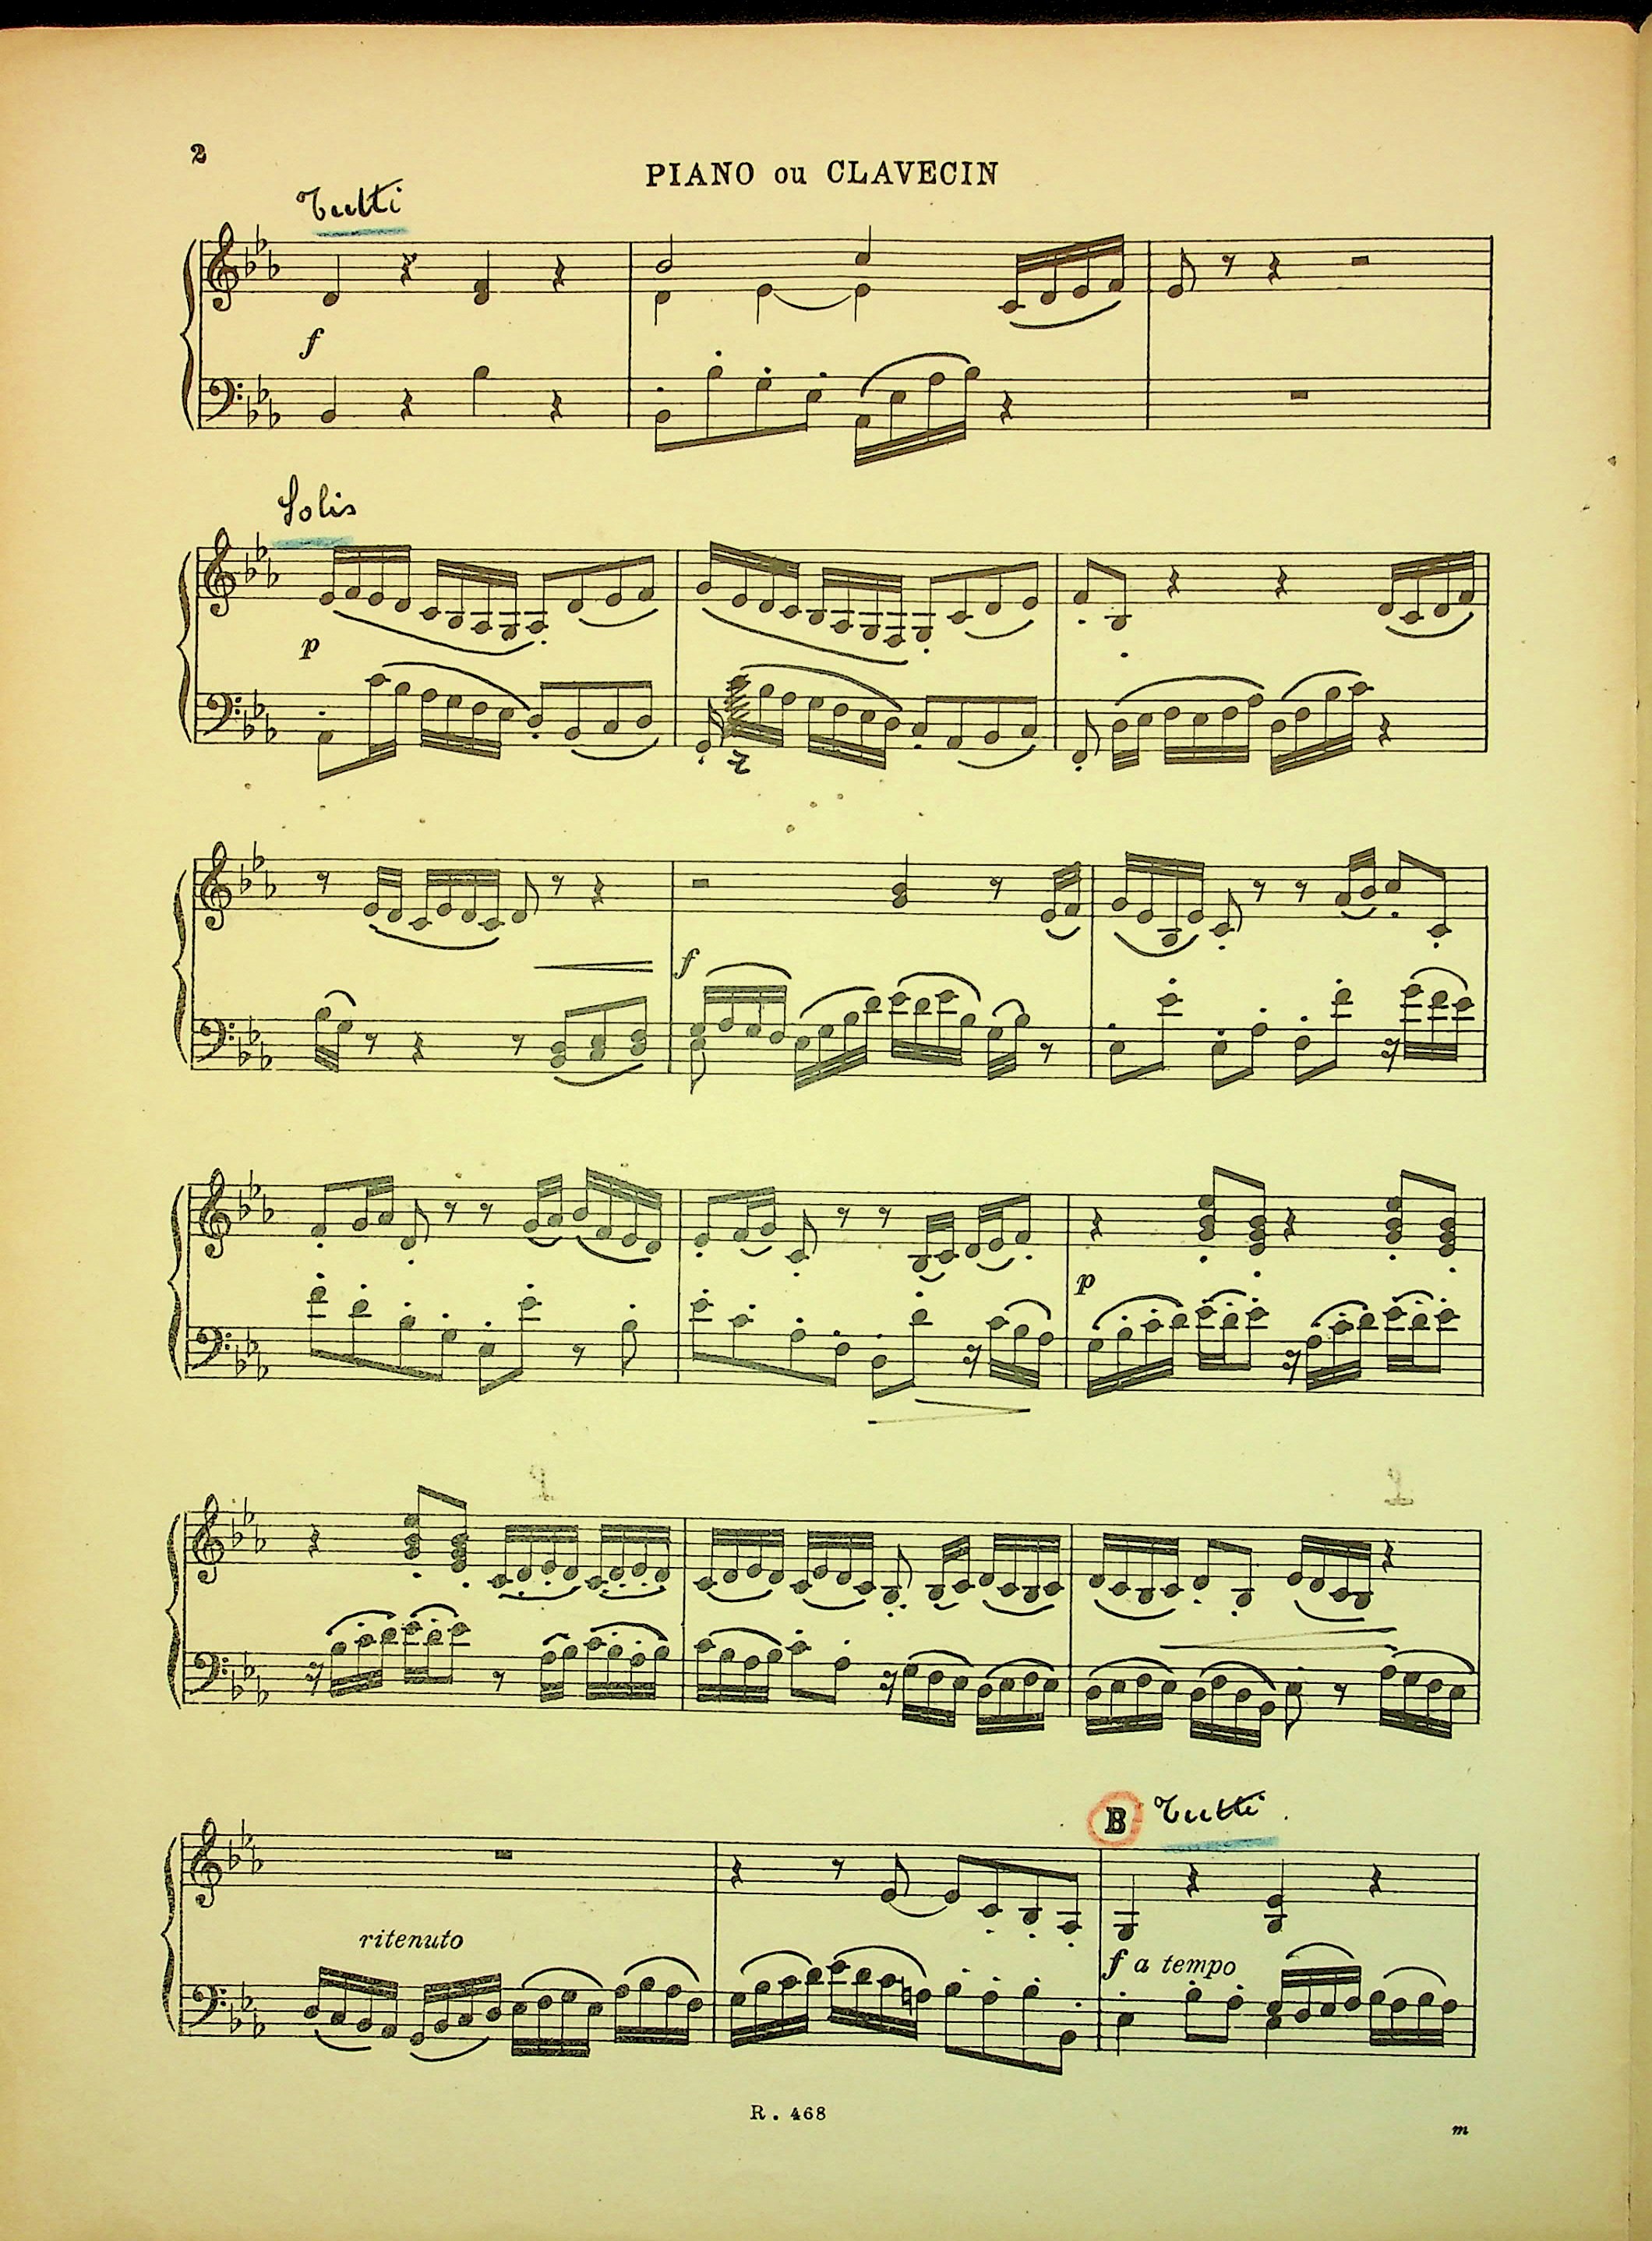 2
PIANO ou CLAVECIN
Tutti
f
Solis
p
f
p
B Tutti.
ritenuto
f a tempo
R. 468
m